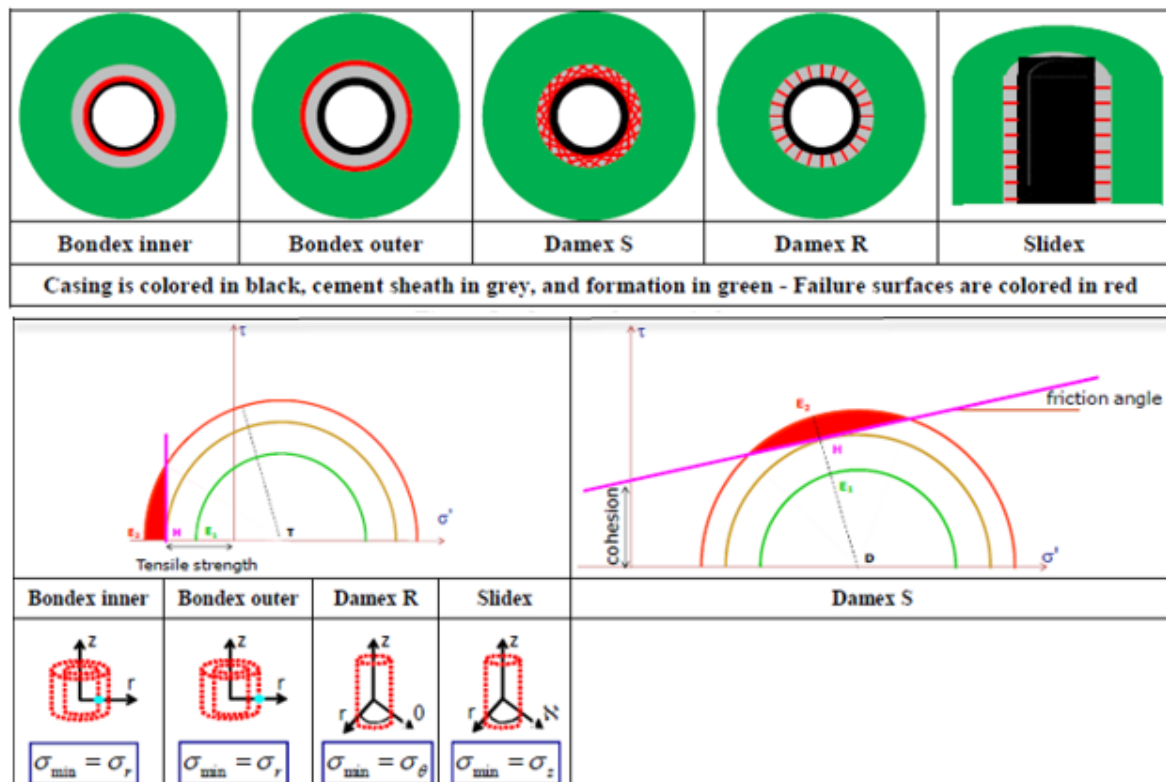 Bondex inner
Bondex outer
Damex S
Damex R
Slidex
Casing is colored in black, cement sheath in grey, and formation in green - Failure surfaces are colored in red
τ
E₂
H
E₁
T
σ'
Tensile strength
τ
friction angle
E₂
H
E₁
cohesion
D
σ'
Bondex inner
Bondex outer
Damex R
Slidex
Damex S
z
r
z
r
z
r
0
z
r
ℵ
σmin = σr
σmin = σr
σmin = σθ
σmin = σz